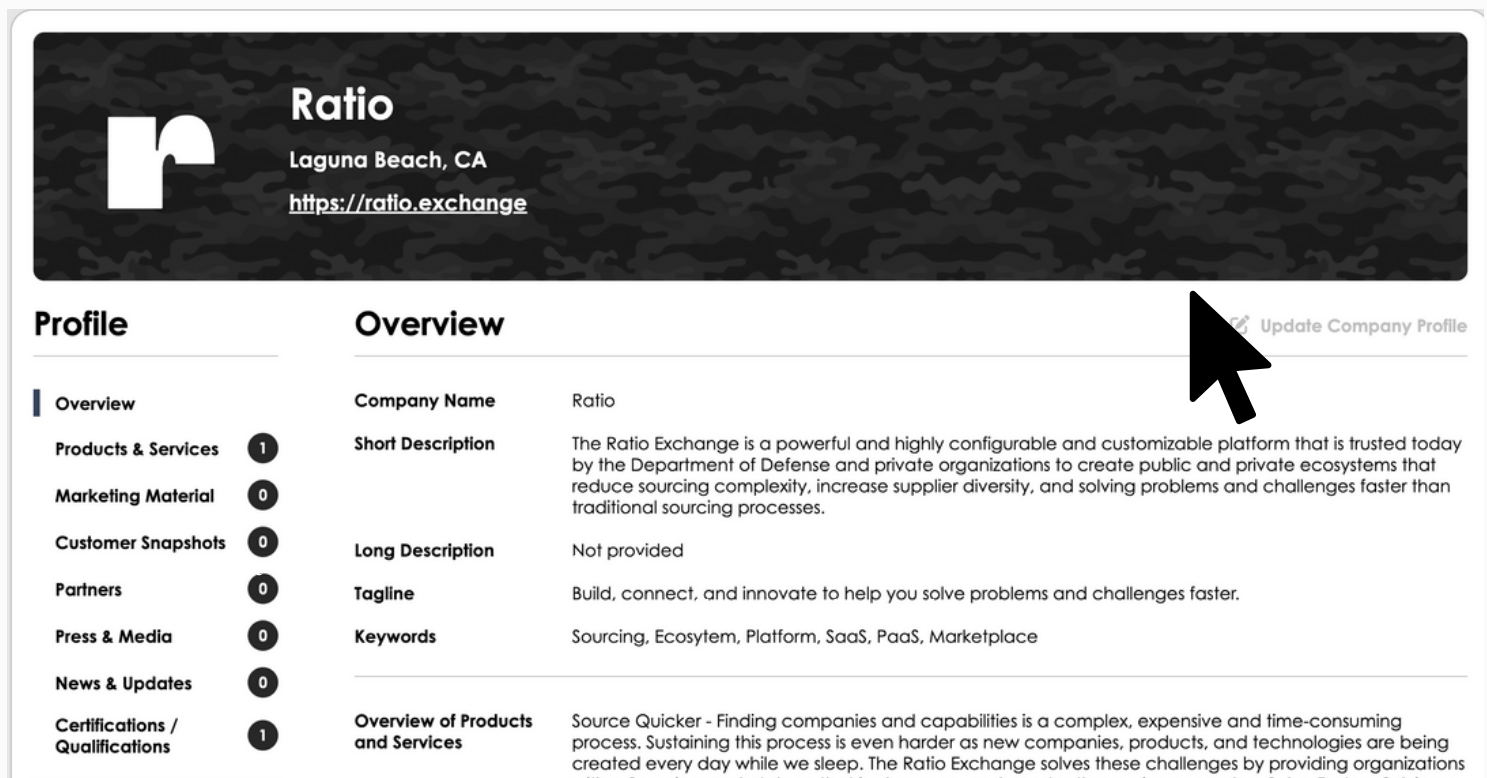 Ratio
Laguna Beach, CA
https://ratio.exchange
Profile
Overview
Products & Services 1
Marketing Material 0
Customer Snapshots 0
Partners 0
Press & Media 0
News & Updates 0
Certifications /
Qualifications 1
Overview
Update Company Profile
Company Name Ratio
Short Description The Ratio Exchange is a powerful and highly configurable and customizable platform that is trusted today
by the Department of Defense and private organizations to create public and private ecosystems that
reduce sourcing complexity, increase supplier diversity, and solving problems and challenges faster than
traditional sourcing processes.
Long Description Not provided
Tagline Build, connect, and innovate to help you solve problems and challenges faster.
Keywords Sourcing, Ecosytem, Platform, SaaS, PaaS, Marketplace
Overview of Products
and Services
Source Quicker - Finding companies and capabilities is a complex, expensive and time-consuming
process. Sustaining this process is even harder as new companies, products, and technologies are being
created every day while we sleep. The Ratio Exchange solves these challenges by providing organizations